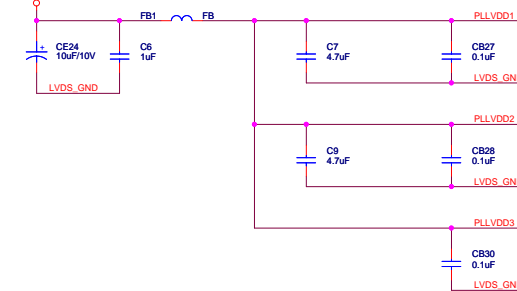 FB1 FB PLLVDD1
CE24 C6 C7 CB27
10uF/10V 1uF 4.7uF 0.1uF
LVDS_GND LVDS_GN
PLLVDD2
C9 CB28
4.7uF 0.1uF
LVDS_GN
PLLVDD3
CB30
0.1uF
LVDS_GN